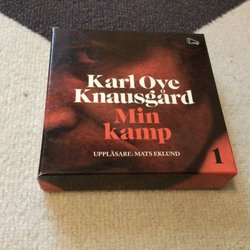 Karl Ove
Knausgård
Min
kamp
UPPLÄSARE: MATS EKLUND
1